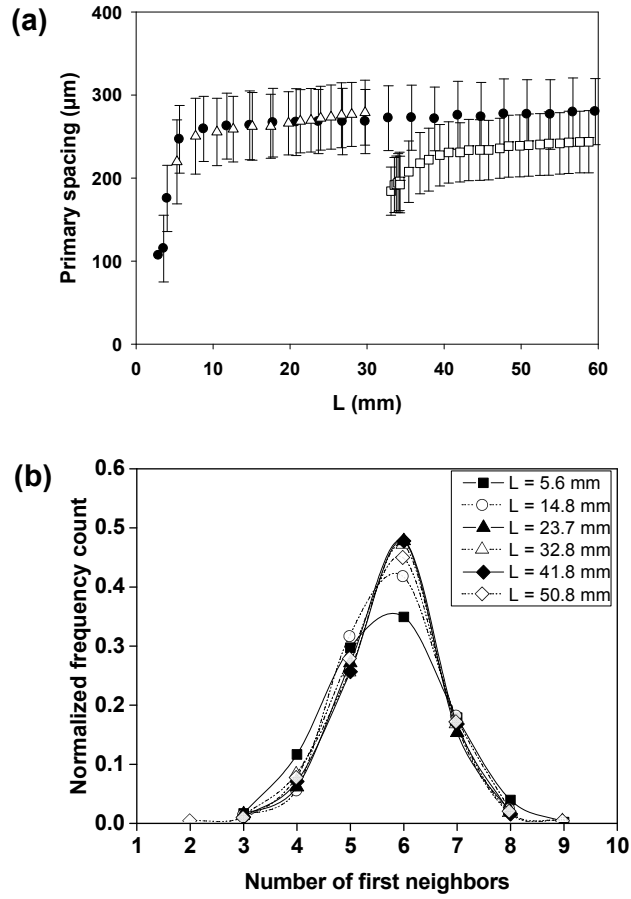 (a)
400
300
200
100
0
Primary spacing (µm)
0 10 20 30 40 50 60
L (mm)
(b)
0.6
0.5
0.4
0.3
0.2
0.1
0.0
Normalized frequency count
L = 5.6 mm
L = 14.8 mm
L = 23.7 mm
L = 32.8 mm
L = 41.8 mm
L = 50.8 mm
1 2 3 4 5 6 7 8 9 10
Number of first neighbors